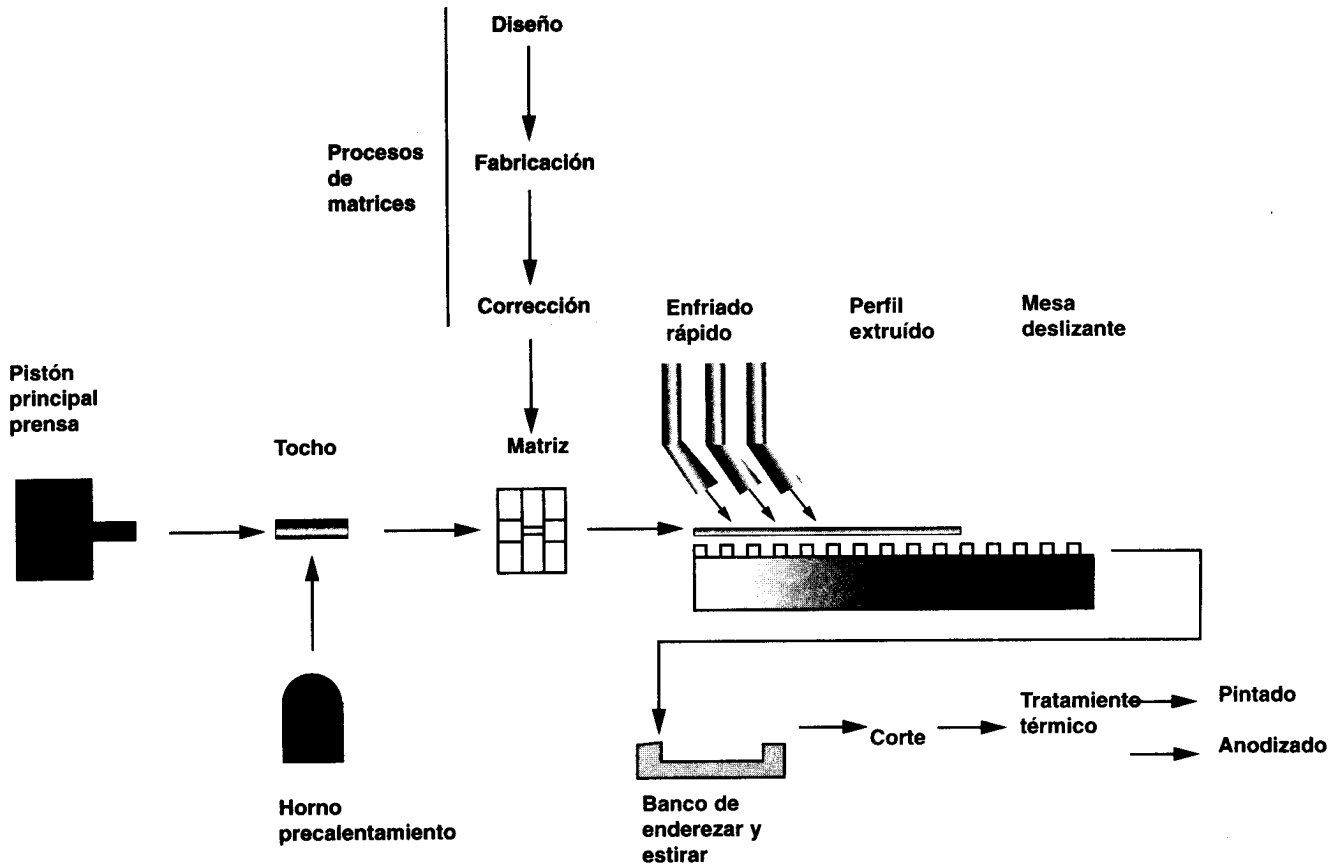 Diseño
Procesos
de
matrices
Fabricación
Corrección
Enfriado
rápido
Perfil
extruído
Mesa
deslizante
Pistón
principal
prensa
Tocho
Matriz
Horno
precalentamiento
Banco de
enderezar y
estirar
Corte
Tratamiento
térmico
Pintado
Anodizado